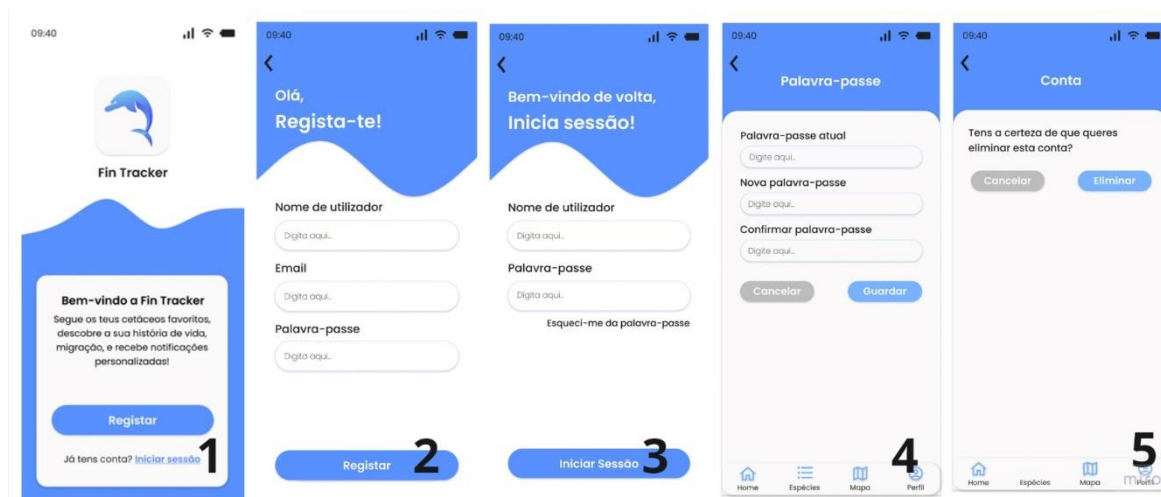 09:40
Fin Tracker
Bem-vindo a Fin Tracker
Segue os teus cetáceos favoritos,
descobre a sua história de vida,
migração, e recebe notificações
personalizadas!
Registar
Já tens conta? Iniciar sessão
1
09:40
Olá,
Regista-te!
Nome de utilizador
Digita aqui..
Email
Digita aqui..
Palavra-passe
Digita aqui..
Registar
2
09:40
Bem-vindo de volta,
Inicia sessão!
Nome de utilizador
Digita aqui..
Palavra-passe
Digita aqui..
Esqueci-me da palavra-passe
Iniciar Sessão
3
09:40
Palavra-passe
Palavra-passe atual
Digite aqui..
Nova palavra-passe
Digite aqui..
Confirmar palavra-passe
Digite aqui..
Cancelar Guardar
4
Home Espécies Mapa Perfil
09:40
Conta
Tens a certeza de que queres
eliminar esta conta?
Cancelar Eliminar
5
Home Espécies Mapa Perfil